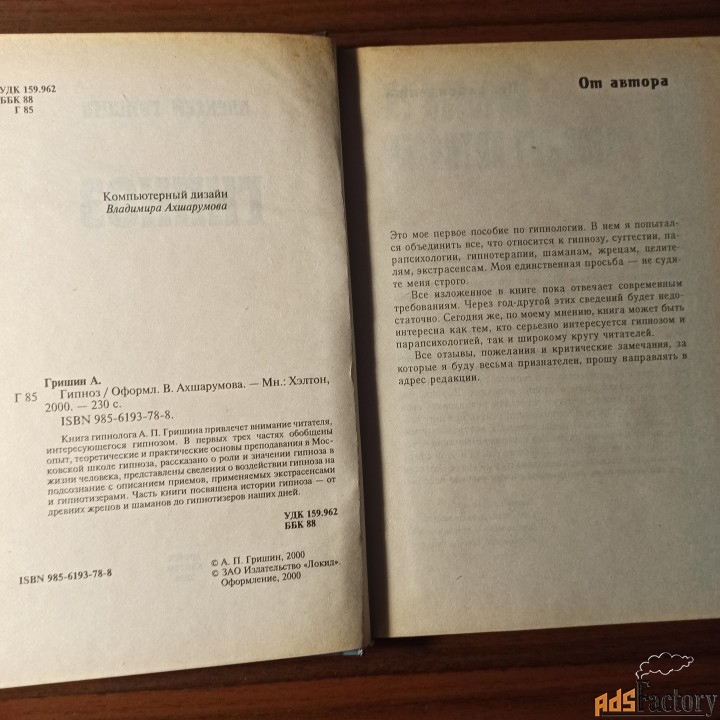 УДК 159.962
ББК 88
Г 85
Компьютерный дизайн
Владимира Ахшарумова
Гришин А.
Г 85 Гипноз / Оформл. В. Ахшарумова. — Мн.: Хэлтон,
2000. — 230 с.
ISBN 985-6193-78-8.
Книга гипнолога А. П. Гришина привлечет внимание читателя,
интересующегося гипнозом. В первых трех частях обобщены
опыт, теоретические и практические основы преподавания в Мос-
ковской школе гипноза, рассказано о роли и значении гипноза в
жизни человека, представлены сведения о воздействии гипноза на
подсознание с описанием приемов, применяемых экстрасенсами
и гипнотизерами. Часть книги посвящена истории гипноза — от
древних жрецов и шаманов до гипнотизеров наших дней.
УДК 159.962
ББК 88
ISBN 985-6193-78-8
© А. П. Гришин, 2000
© ЗАО Издательство «Локид».
Оформление, 2000
От автора
Это мое первое пособие по гипнологии. В нем я попытал-
ся объединить все, что относится к гипнозу, суггестии, па-
рапсихологии, гипнотерапии, шаманам, жрецам, целите-
лям, экстрасенсам. Моя единственная просьба — не суди-
те меня строго.
Все изложенное в книге пока отвечает современным
требованиям. Через год-другой этих сведений будет недо-
статочно. Сегодня же, по моему мнению, книга может быть
интересна как тем, кто серьезно интересуется гипнозом и
парапсихологией, так и широкому кругу читателей.
Все отзывы, пожелания и критические замечания, за
которые я буду весьма признателен, прошу направлять в
адрес редакции.
AdsFactory